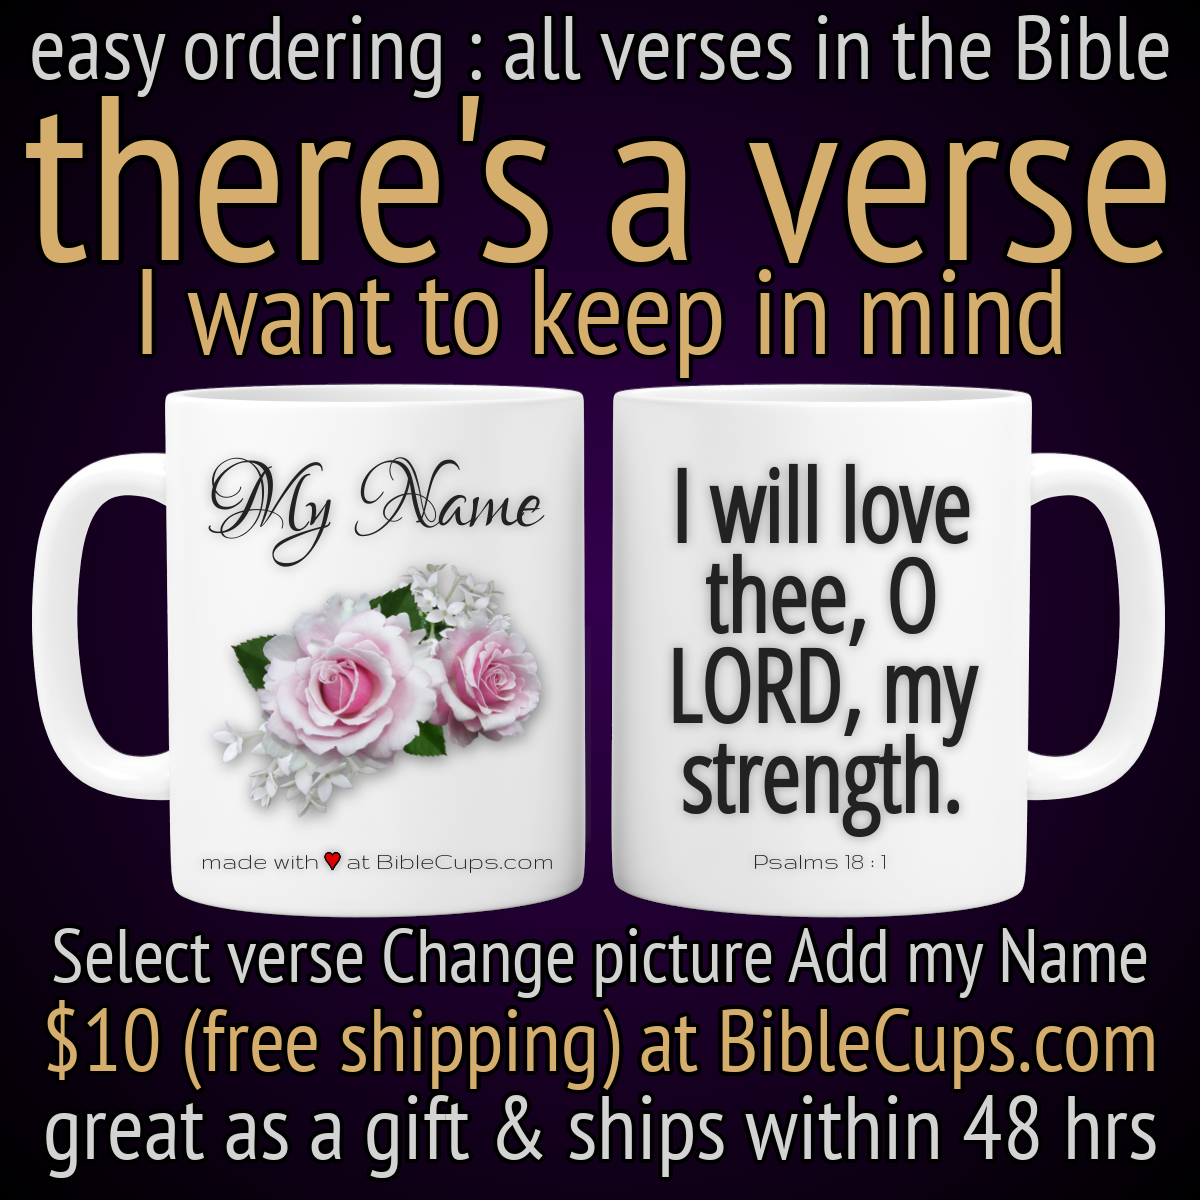 easy ordering : all verses in the Bible
there's a verse
I want to keep in mind
My Name
made with ♥ at BibleCups.com
I will love
thee, O
LORD, my
strength.
Psalms 18 : 1
Select verse Change picture Add my Name
$10 (free shipping) at BibleCups.com
great as a gift & ships within 48 hrs